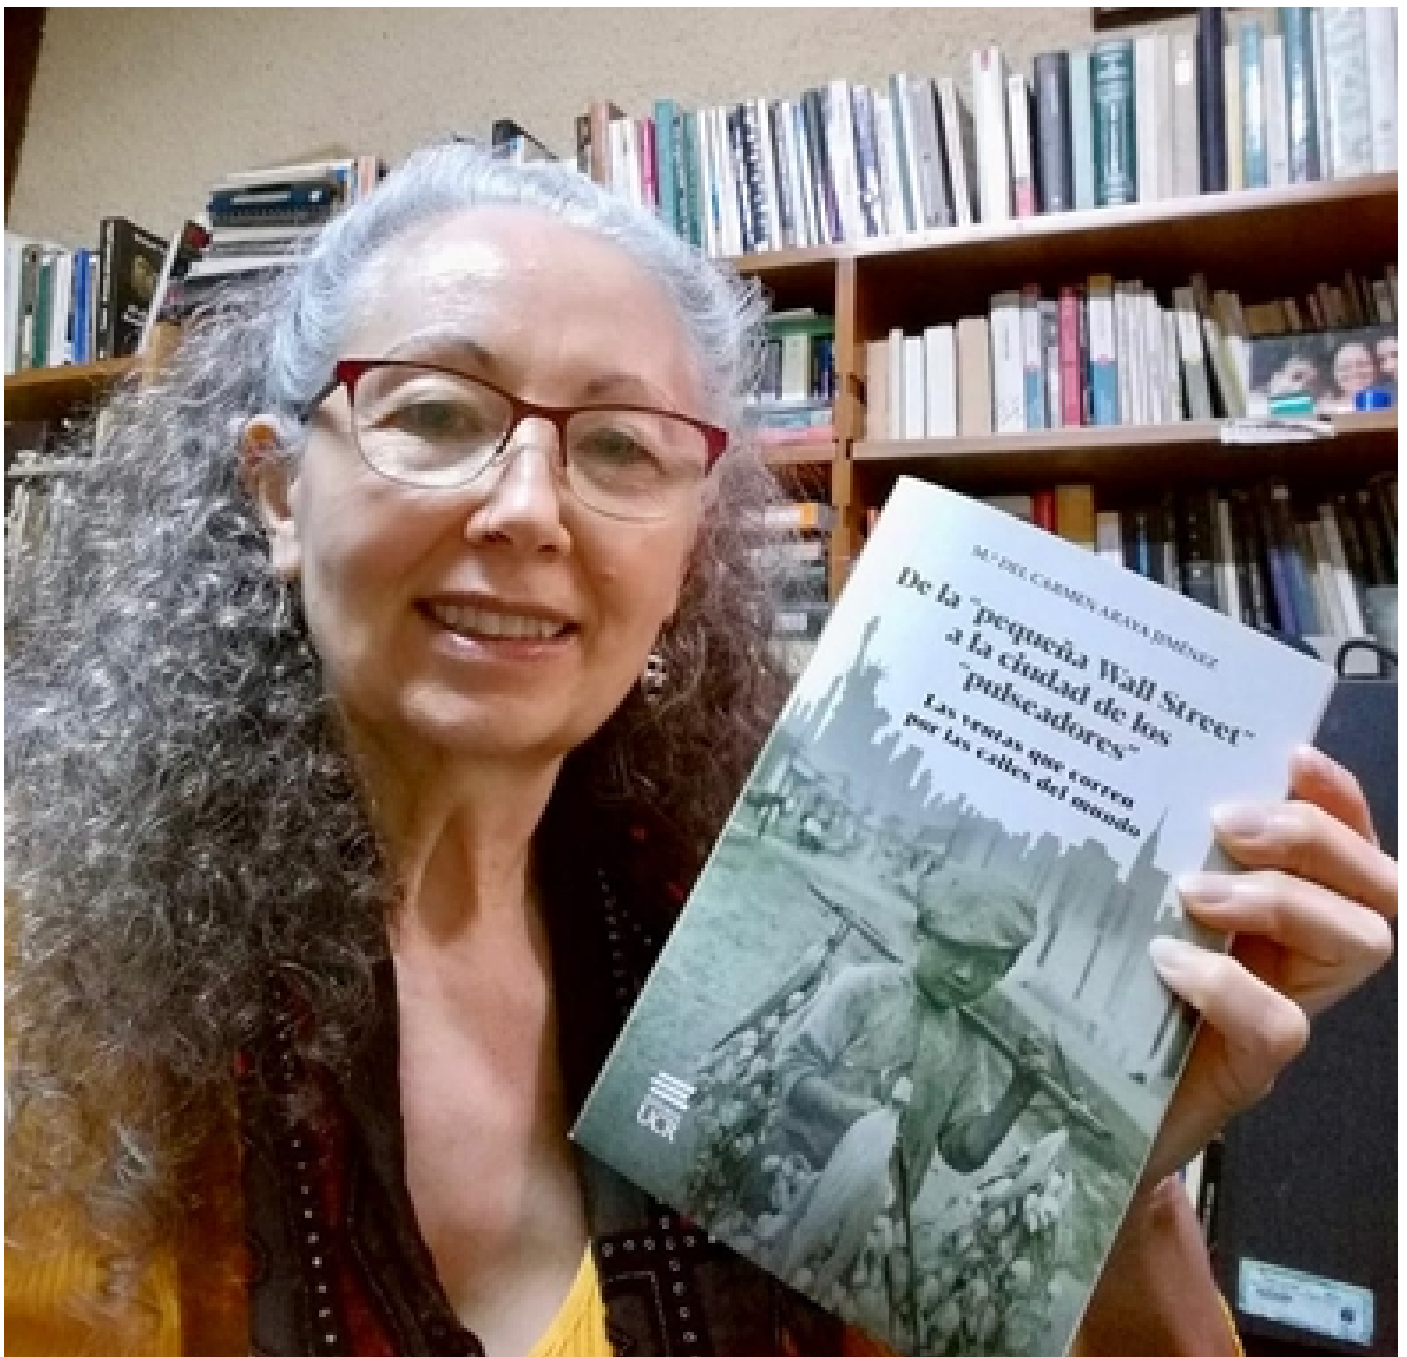 Mª DEL CARMEN ARAYA JIMÉNEZ
De la "pequeña Wall Street"
a la ciudad de los
"pulseadores"
Las ventas que corren
por las calles del mundo
UCR